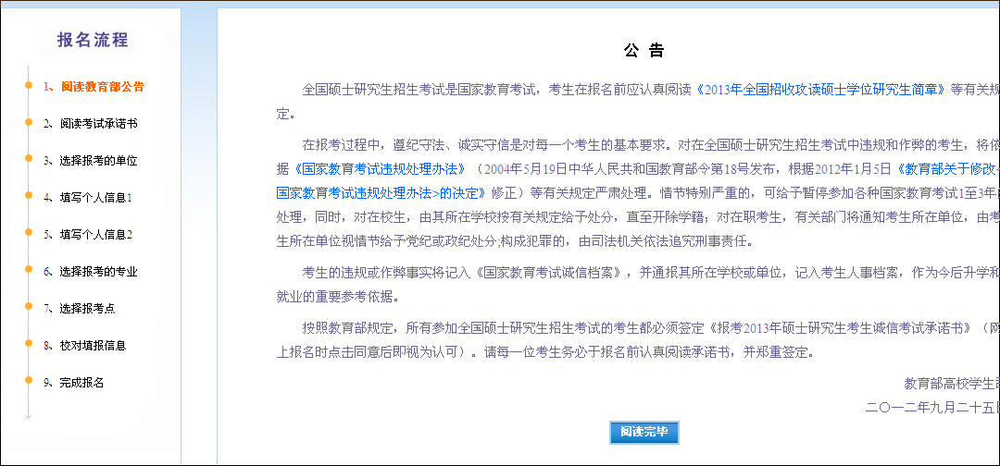 报名流程
1、阅读教育部公告
2、阅读考试承诺书
3、选择报考的单位
4、填写个人信息1
5、填写个人信息2
6、选择报考的专业
7、选择报考点
8、校对填报信息
9、完成报名
公 告
全国硕士研究生招生考试是国家教育考试，考生在报名前应认真阅读《2013年全国招收攻读硕士学位研究生简章》等有关规
定。
在报考过程中，遵纪守法、诚实守信是对每一个考生的基本要求。对在全国硕士研究生招生考试中违规和作弊的考生，将依
据《国家教育考试违规处理办法》（2004年5月19日中华人民共和国教育部令第18号发布，根据2012年1月5日《教育部关于修改<
国家教育考试违规处理办法>的决定》修正）等有关规定严肃处理。情节特别严重的，可给予暂停参加各种国家教育考试1至3年的
处理，同时，对在校生，由其所在学校按有关规定给予处分，直至开除学籍；对在职考生，有关部门将通知考生所在单位，由考
生所在单位视情节给予党纪或政纪处分;构成犯罪的，由司法机关依法追究刑事责任。
考生的违规或作弊事实将记入《国家教育考试诚信档案》，并通报其所在学校或单位，记入考生人事档案，作为今后升学和
就业的重要参考依据。
按照教育部规定，所有参加全国硕士研究生招生考试的考生都必须签定《报考2013年硕士研究生考生诚信考试承诺书》（网
上报名时点击同意后即视为认可）。请每一位考生务必于报名前认真阅读承诺书，并郑重签定。
教育部高校学生
二〇一二年九月二十五日
阅读完毕